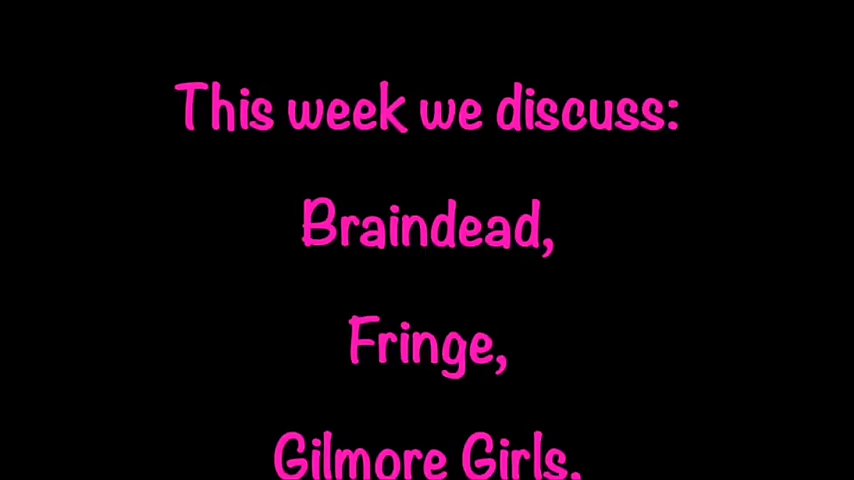 This week we discuss:
Braindead,
Fringe,
Gilmore Girls,